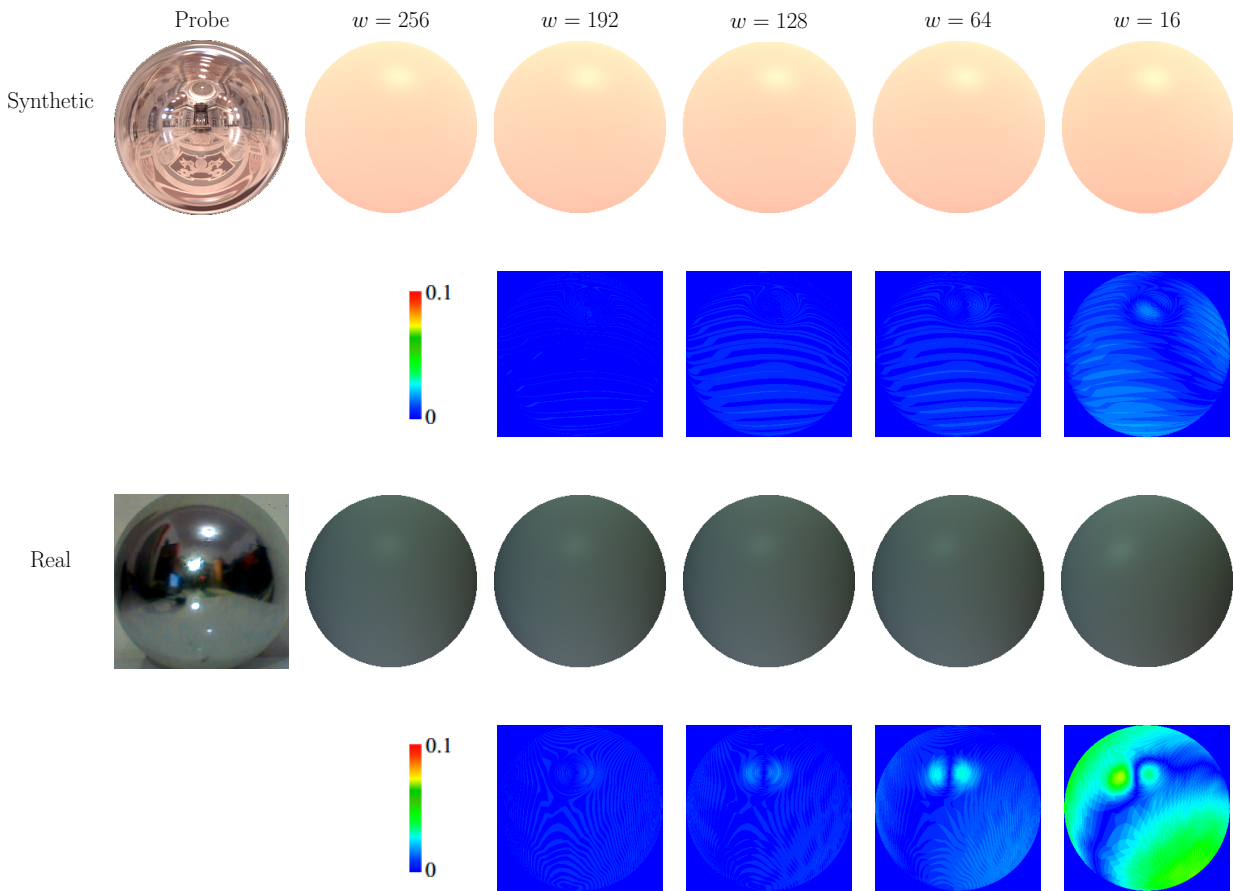 Probe w = 256 w = 192 w = 128 w = 64 w = 16
Synthetic
0.1
0
Real
0.1
0